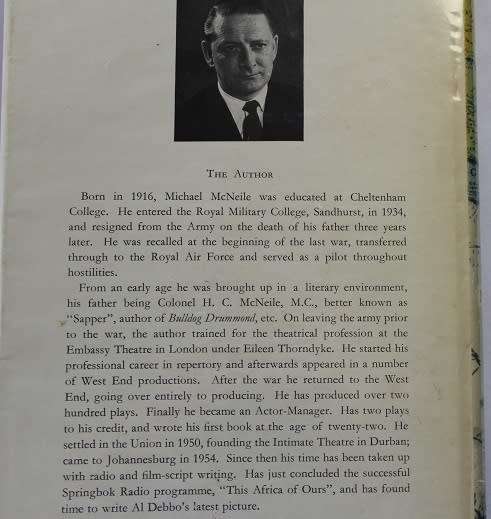 The Author
Born in 1916, Michael McNeile was educated at Cheltenham
College. He entered the Royal Military College, Sandhurst, in 1934,
and resigned from the Army on the death of his father three years
later. He was recalled at the beginning of the last war, transferred
through to the Royal Air Force and served as a pilot throughout
hostilities.
From an early age he was brought up in a literary environment,
his father being Colonel H. C. McNeile, M.C., better known as
"Sapper", author of Bulldog Drummond, etc. On leaving the army prior
to the war, the author trained for the theatrical profession at the
Embassy Theatre in London under Eileen Thorndyke. He started his
professional career in repertory and afterwards appeared in a number
of West End productions. After the war he returned to the West
End, going over entirely to producing. He has produced over two
hundred plays. Finally he became an Actor-Manager. Has two plays
to his credit, and wrote his first book at the age of twenty-two. He
settled in the Union in 1950, founding the Intimate Theatre in Durban;
came to Johannesburg in 1954. Since then his time has been taken up
with radio and film-script writing. Has just concluded the successful
Springbok Radio programme, "This Africa of Ours", and has found
time to write Al Debbo's latest picture.